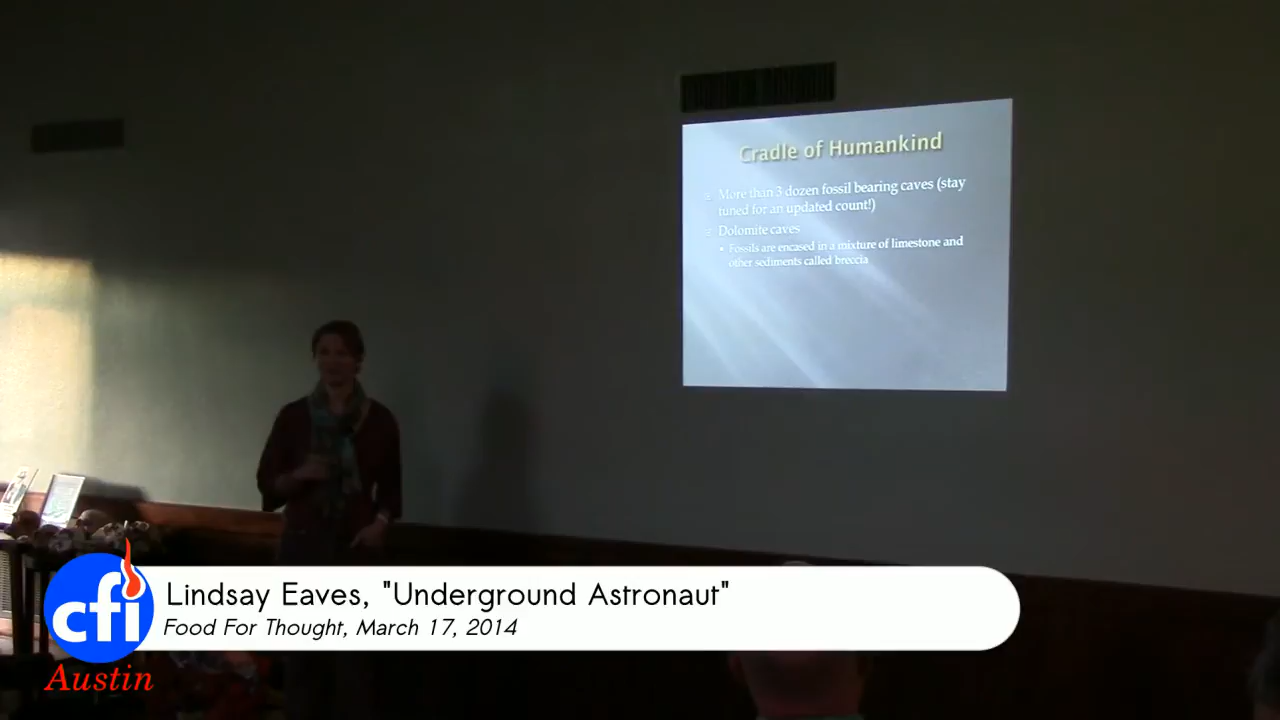 Cradle of Humankind
More than 3 dozen fossil bearing caves (stay
tuned for an updated count!)
Dolomite caves
Fossils are encased in a mixture of limestone and
other sediments called breccia
cfi
Austin
Lindsay Eaves, "Underground Astronaut"
Food For Thought, March 17, 2014